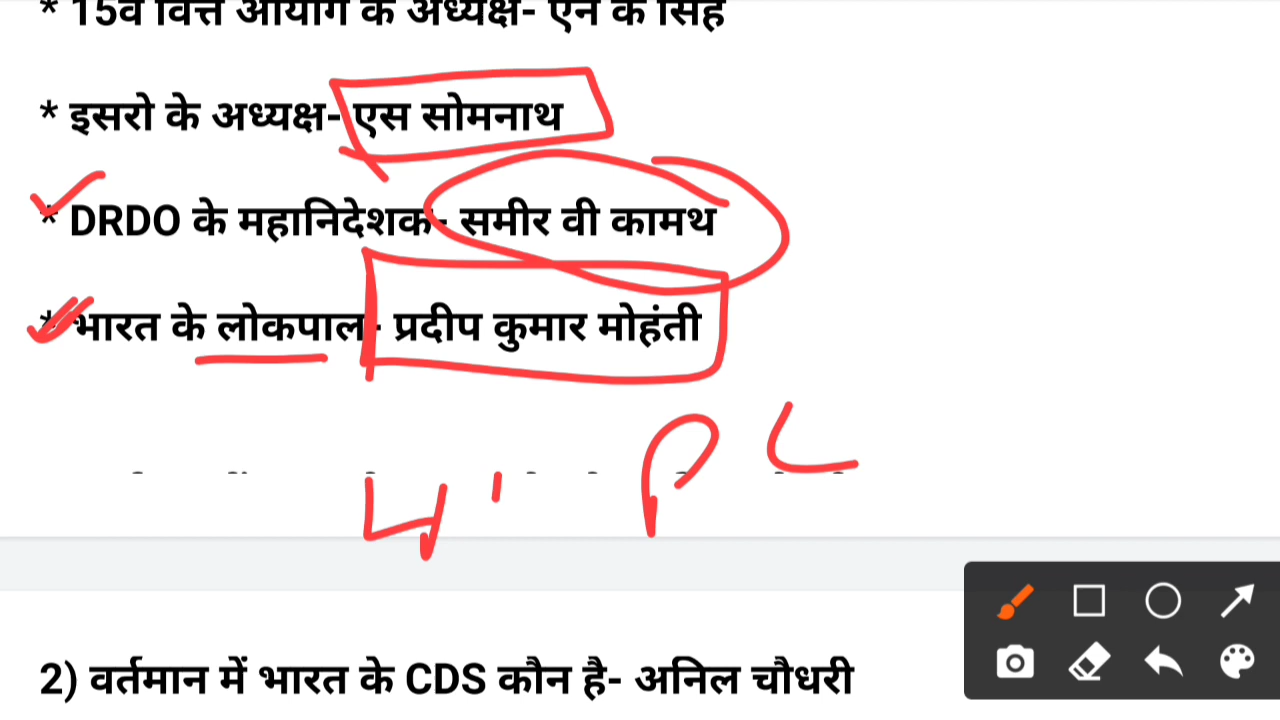 * 15वें वित्त आयोग के अध्यक्ष- एन के सिंह
* इसरो के अध्यक्ष- एस सोमनाथ
* DRDO के महानिदेशक- समीर वी कामथ
* भारत के लोकपाल- प्रदीप कुमार मोहंती
P L
4'
2) वर्तमान में भारत के CDS कौन है- अनिल चौधरी